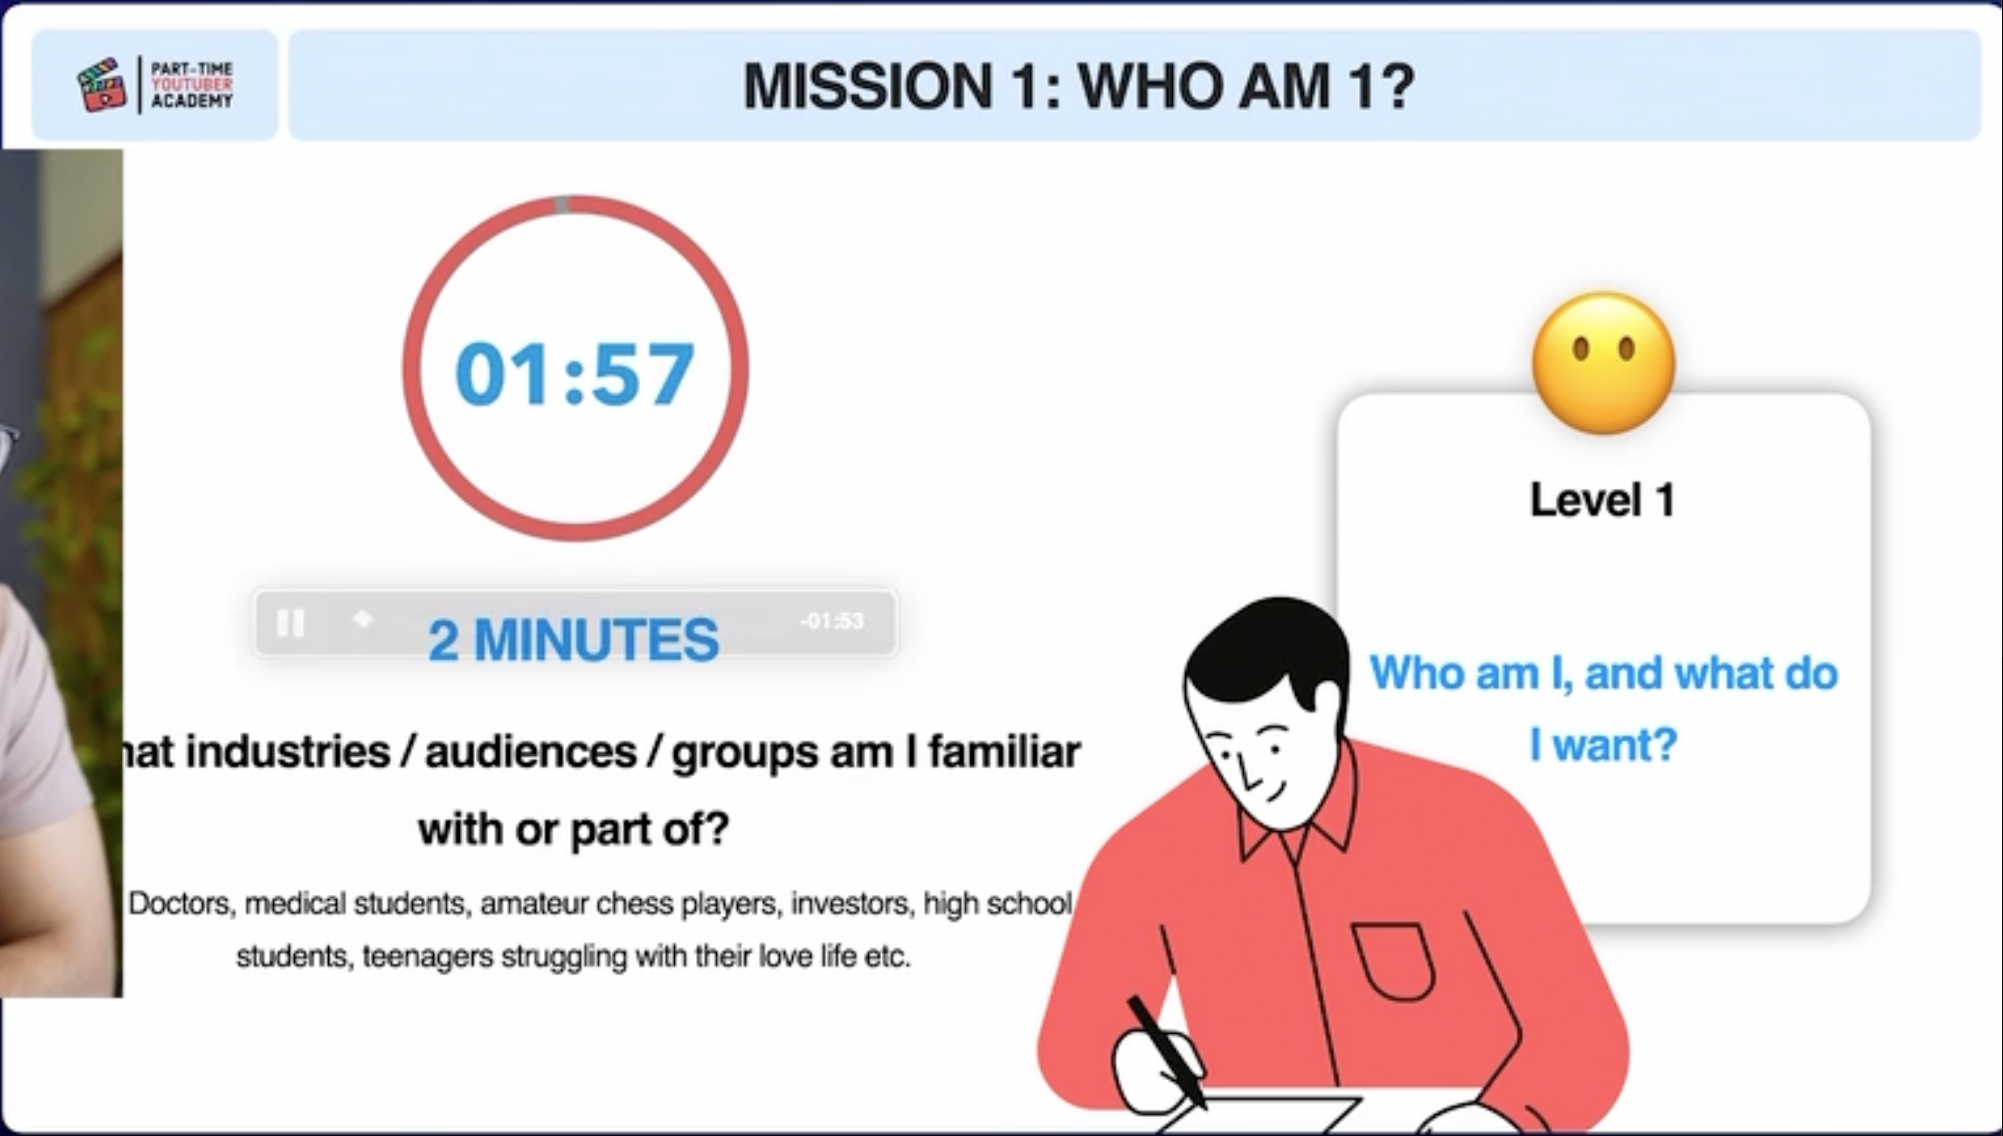 PART-TIME
YOUTUBER
ACADEMY
MISSION 1: WHO AM 1?
01:57
-01:53
2 MINUTES
industries / audiences / groups am I familiar
with or part of?
Doctors, medical students, amateur chess players, investors, high school
students, teenagers struggling with their love life etc.
Level 1
Who am I, and what do
I want?